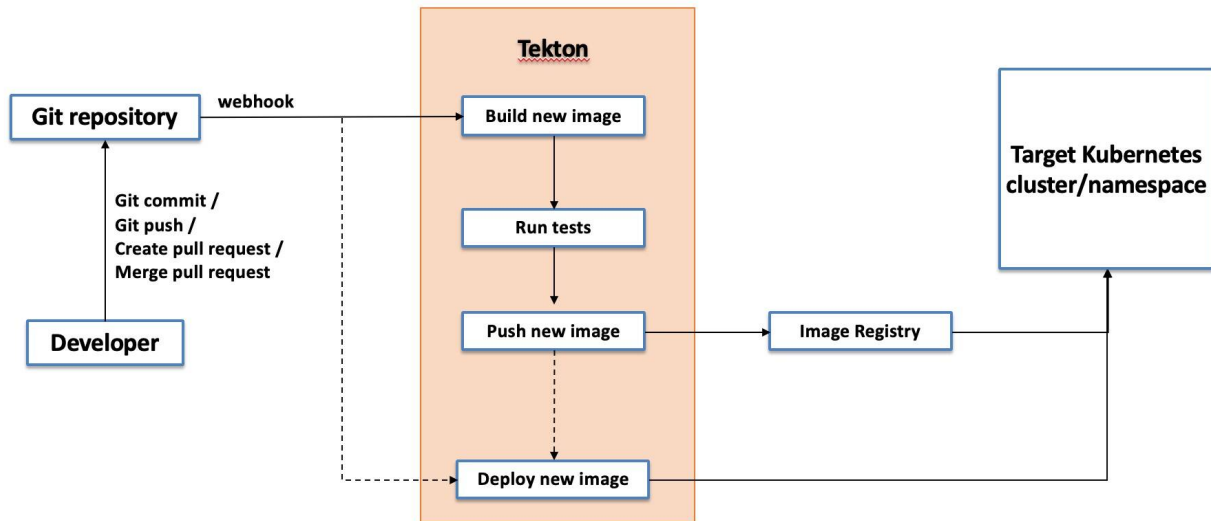 Tekton
webhook
Git repository
Build new image
Target Kubernetes
cluster/namespace
Git commit /
Git push /
Create pull request /
Merge pull request
Run tests
Developer
Push new image
Image Registry
Deploy new image